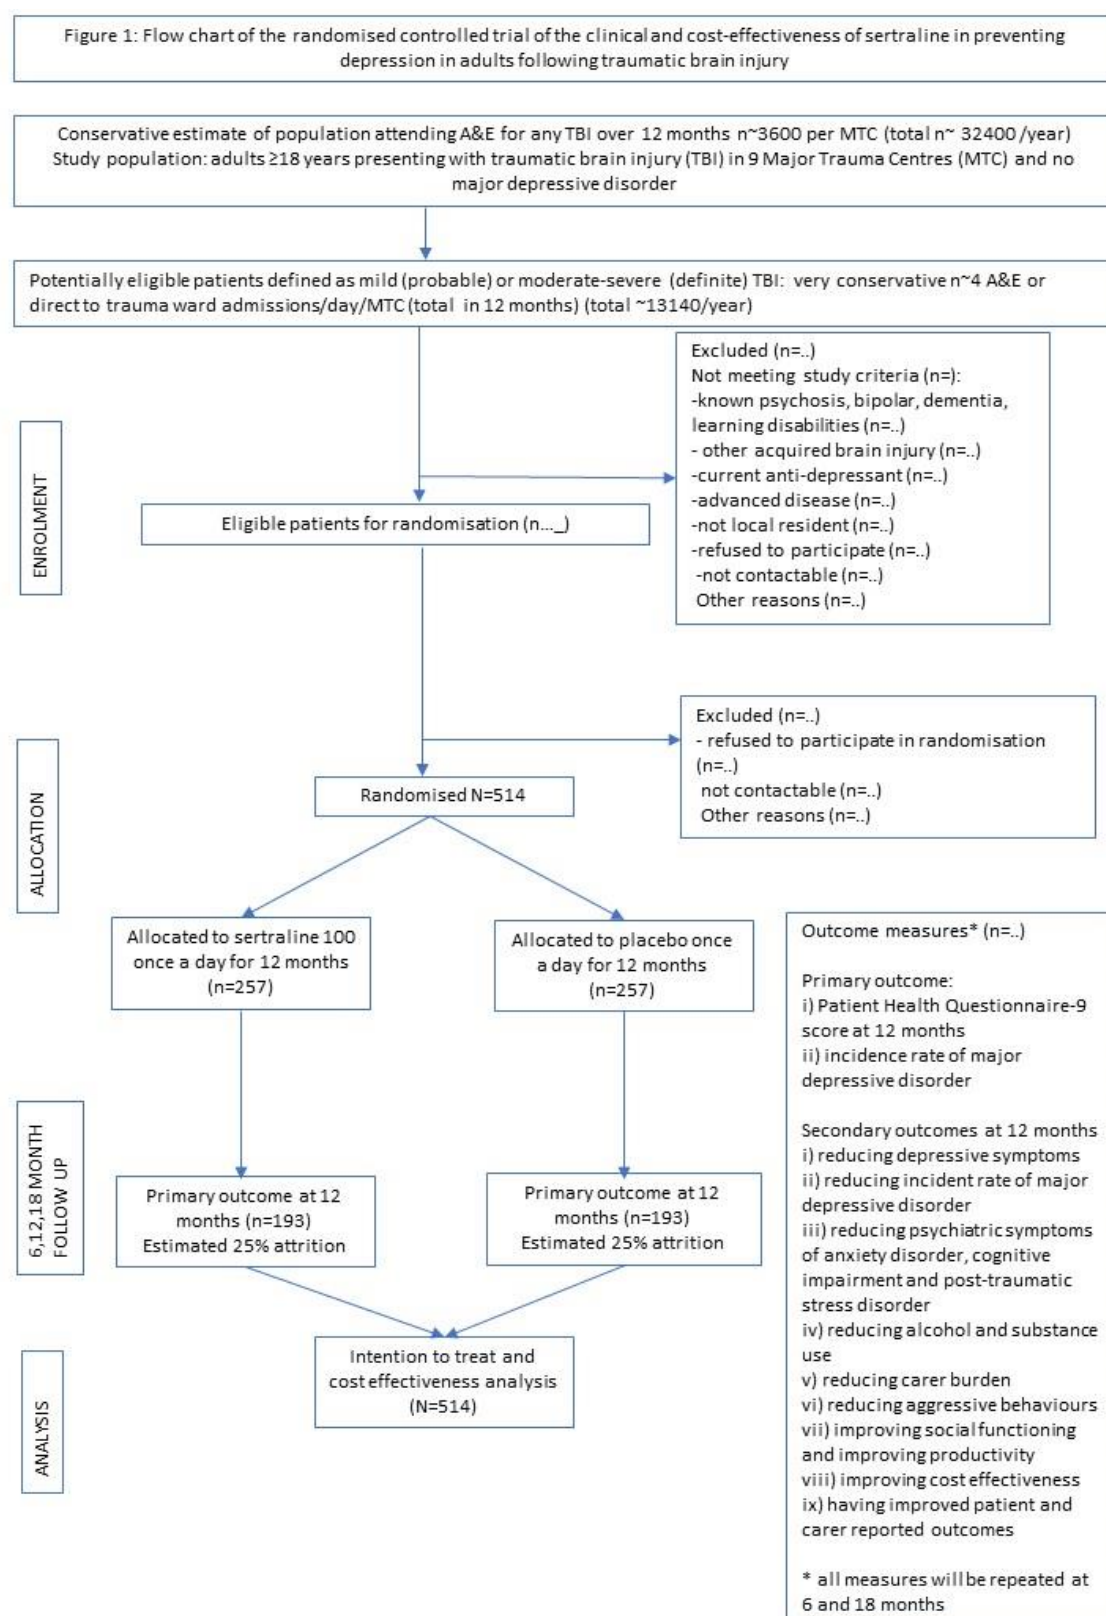 Figure 1: Flow chart of the randomised controlled trial of the clinical and cost-effectiveness of sertraline in preventing
depression in adults following traumatic brain injury
Conservative estimate of population attending A&E for any TBI over 12 months n~3600 per MTC (total n~ 32400 /year)
Study population: adults ≥18 years presenting with traumatic brain injury (TBI) in 9 Major Trauma Centres (MTC) and no
major depressive disorder
Potentially eligible patients defined as mild (probable) or moderate-severe (definite) TBI: very conservative n~4 A&E or
direct to trauma ward admissions/day/MTC (total in 12 months) (total ~13140/year)
ENROLMENT
Excluded (n=..)
Not meeting study criteria (n=):
-known psychosis, bipolar, dementia,
learning disabilities (n=..)
- other acquired brain injury (n=..)
-current anti-depressant (n=..)
-advanced disease (n=..)
-not local resident (n=..)
-refused to participate (n=..)
-not contactable (n=..)
Other reasons (n=..)
Eligible patients for randomisation (n..._)
ALLOCATION
Excluded (n=..)
- refused to participate in randomisation
(n=..)
not contactable (n=..)
Other reasons (n=..)
Randomised N=514
Allocated to sertraline 100
once a day for 12 months
(n=257)
Allocated to placebo once
a day for 12 months
(n=257)
6,12,18 MONTH
FOLLOW UP
Primary outcome at 12
months (n=193)
Estimated 25% attrition
Primary outcome at 12
months (n=193)
Estimated 25% attrition
ANALYSIS
Intention to treat and
cost effectiveness analysis
(N=514)
Outcome measures* (n=..)
Primary outcome:
i) Patient Health Questionnaire-9
score at 12 months
ii) incidence rate of major
depressive disorder
Secondary outcomes at 12 months
i) reducing depressive symptoms
ii) reducing incident rate of major
depressive disorder
iii) reducing psychiatric symptoms
of anxiety disorder, cognitive
impairment and post-traumatic
stress disorder
iv) reducing alcohol and substance
use
v) reducing carer burden
vi) reducing aggressive behaviours
vii) improving social functioning
and improving productivity
viii) improving cost effectiveness
ix) having improved patient and
carer reported outcomes
* all measures will be repeated at
6 and 18 months